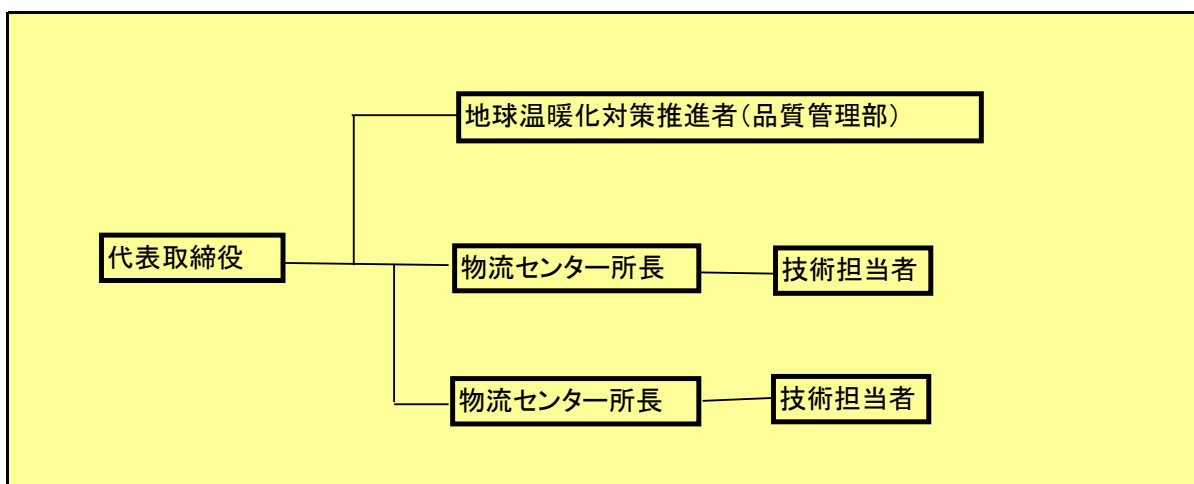 地球温暖化対策推進者（品質管理部）
代表取締役
物流センター所長
技術担当者
物流センター所長
技術担当者